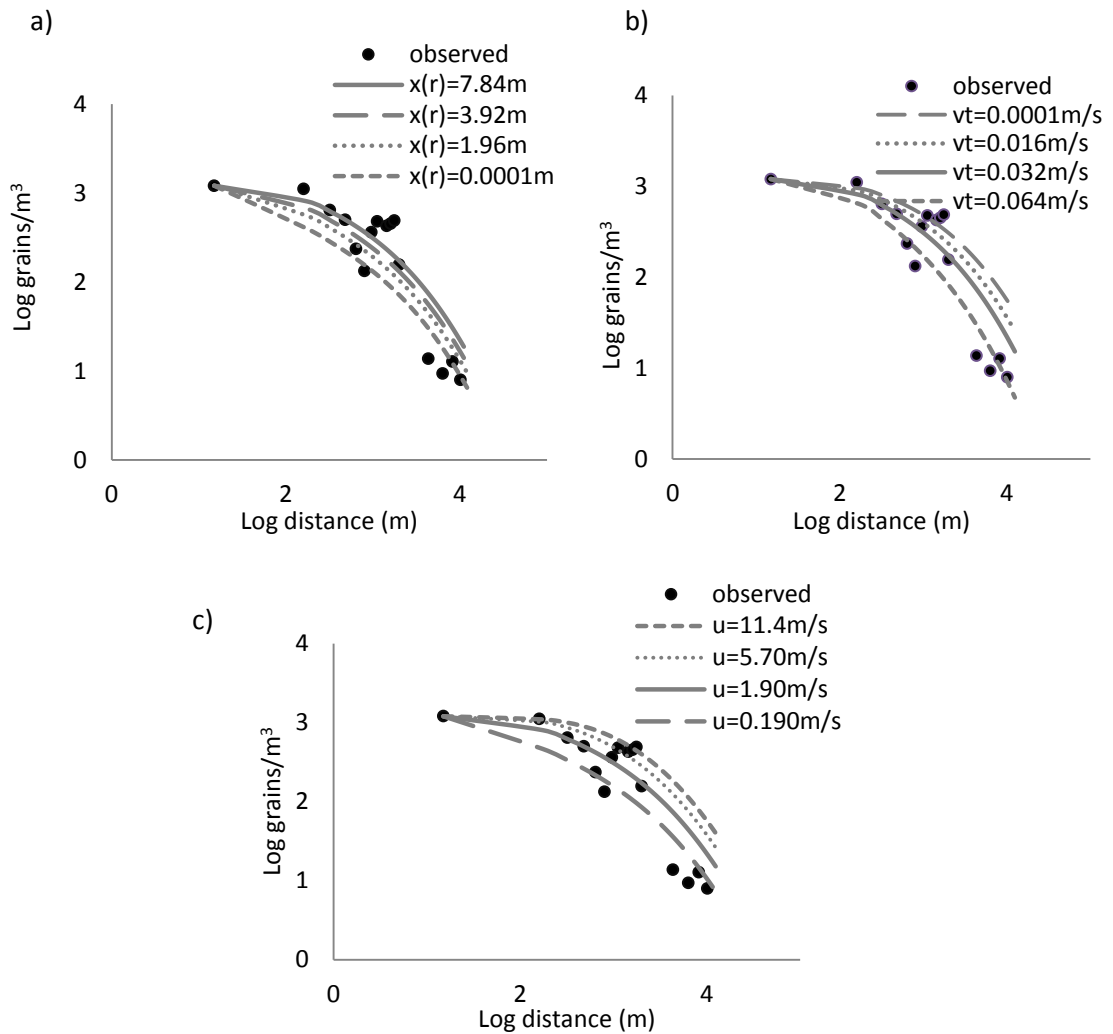 a)
observed
x(r)=7.84m
x(r)=3.92m
x(r)=1.96m
x(r)=0.0001m
4
3
2
1
0
Log grains/m³
0 2 4
Log distance (m)
b)
observed
vt=0.0001m/s
vt=0.016m/s
vt=0.032m/s
vt=0.064m/s
4
3
2
1
0
Log grains/m³
0 2 4
Log distance (m)
c)
observed
u=11.4m/s
u=5.70m/s
u=1.90m/s
u=0.190m/s
4
3
2
1
0
Log grains/m³
0 2 4
Log distance (m)